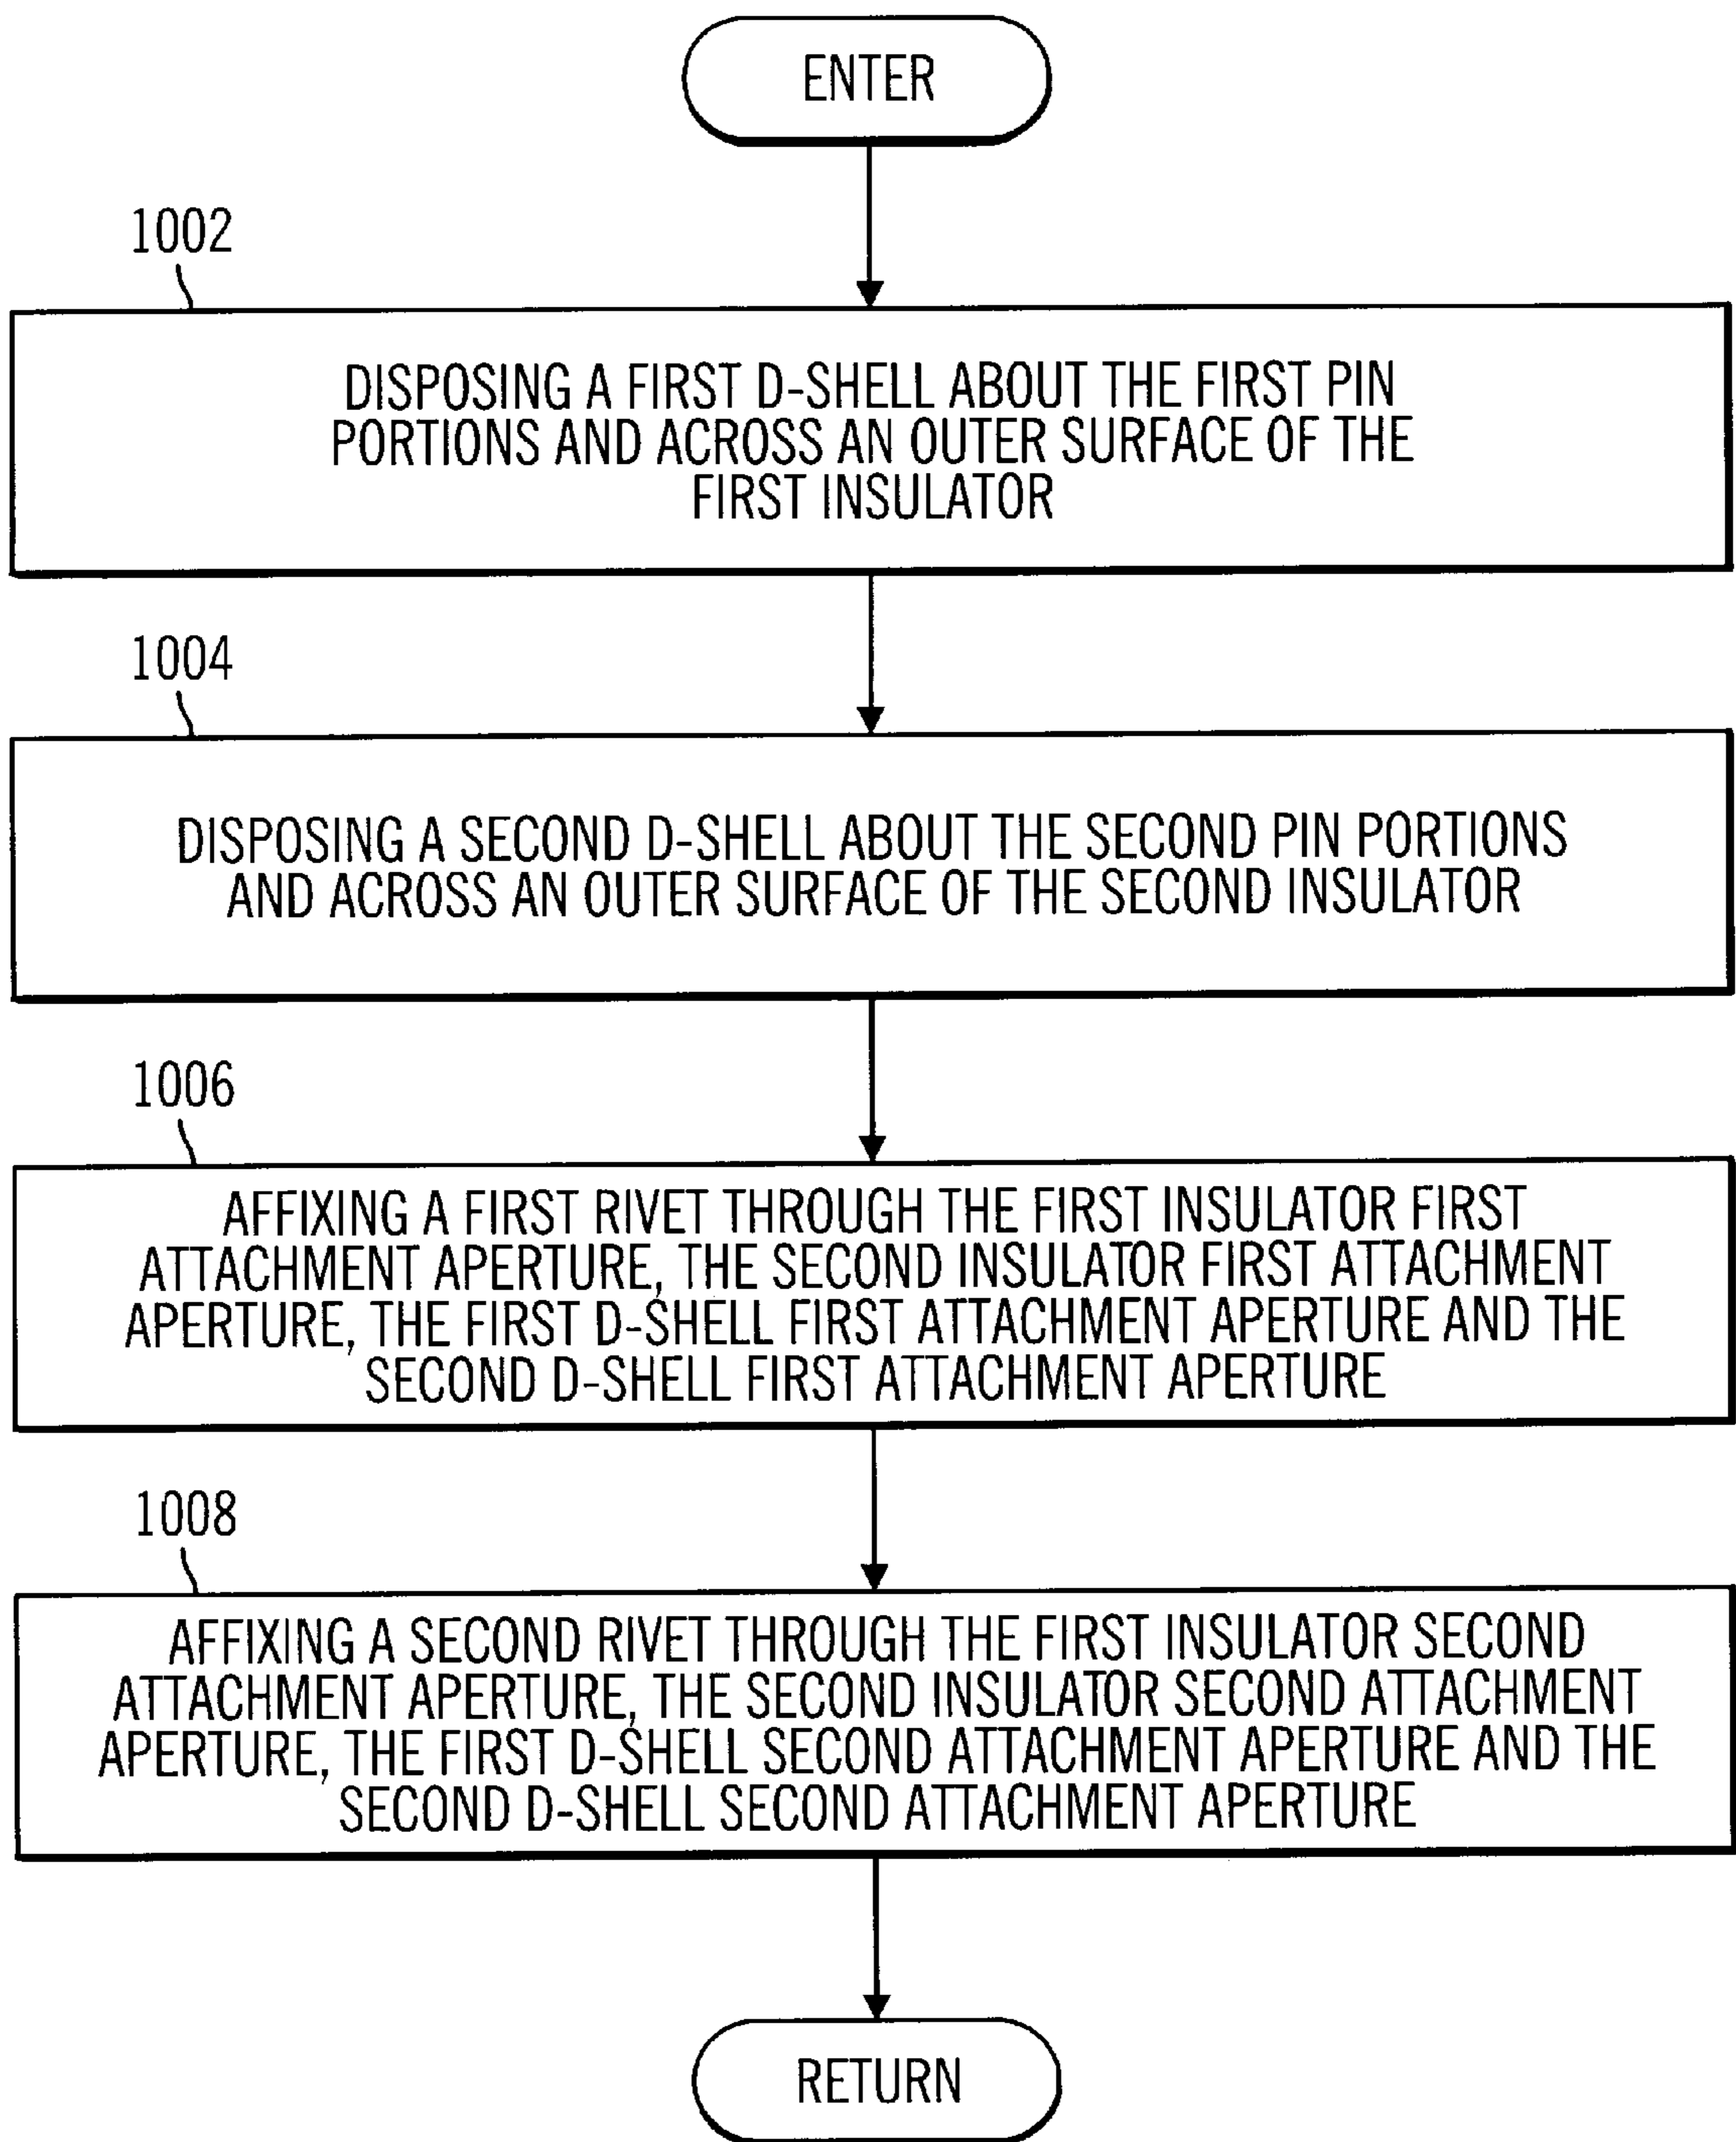 ENTER
1002
DISPOSING A FIRST D-SHELL ABOUT THE FIRST PIN
PORTIONS AND ACROSS AN OUTER SURFACE OF THE
FIRST INSULATOR
1004
DISPOSING A SECOND D-SHELL ABOUT THE SECOND PIN PORTIONS
AND ACROSS AN OUTER SURFACE OF THE SECOND INSULATOR
1006
AFFIXING A FIRST RIVET THROUGH THE FIRST INSULATOR FIRST
ATTACHMENT APERTURE, THE SECOND INSULATOR FIRST ATTACHMENT
APERTURE, THE FIRST D-SHELL FIRST ATTACHMENT APERTURE AND THE
SECOND D-SHELL FIRST ATTACHMENT APERTURE
1008
AFFIXING A SECOND RIVET THROUGH THE FIRST INSULATOR SECOND
ATTACHMENT APERTURE, THE SECOND INSULATOR SECOND ATTACHMENT
APERTURE, THE FIRST D-SHELL SECOND ATTACHMENT APERTURE AND THE
SECOND D-SHELL SECOND ATTACHMENT APERTURE
RETURN